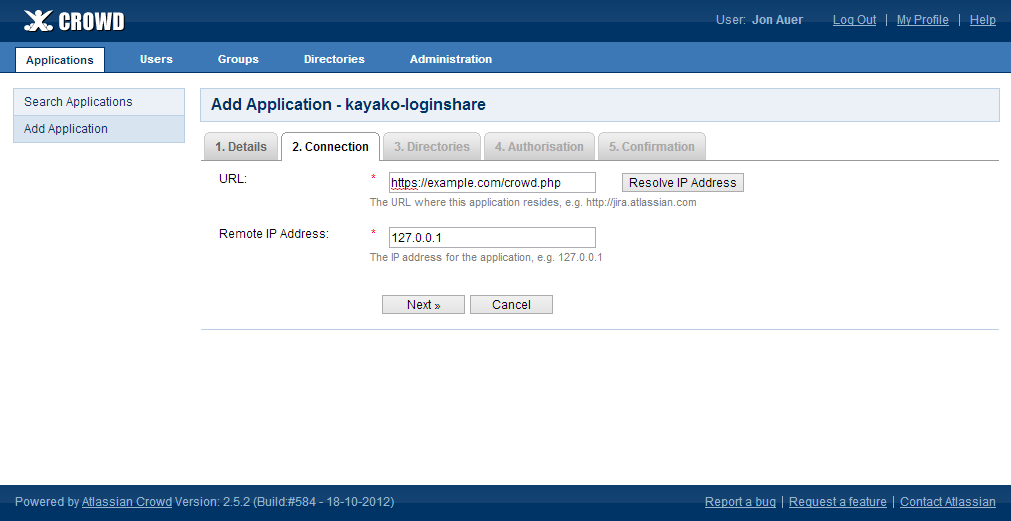 CROWD
User: Jon Auer Log Out | My Profile | Help
Applications Users Groups Directories Administration
Search Applications
Add Application
Add Application - kayako-loginshare
1. Details 2. Connection 3. Directories 4. Authorisation 5. Confirmation
URL: * https://example.com/crowd.php Resolve IP Address
The URL where this application resides, e.g. http://jira.atlassian.com
Remote IP Address: * 127.0.0.1
The IP address for the application, e.g. 127.0.0.1
Next » Cancel
Powered by Atlassian Crowd Version: 2.5.2 (Build:#584 - 18-10-2012) Report a bug | Request a feature | Contact Atlassian